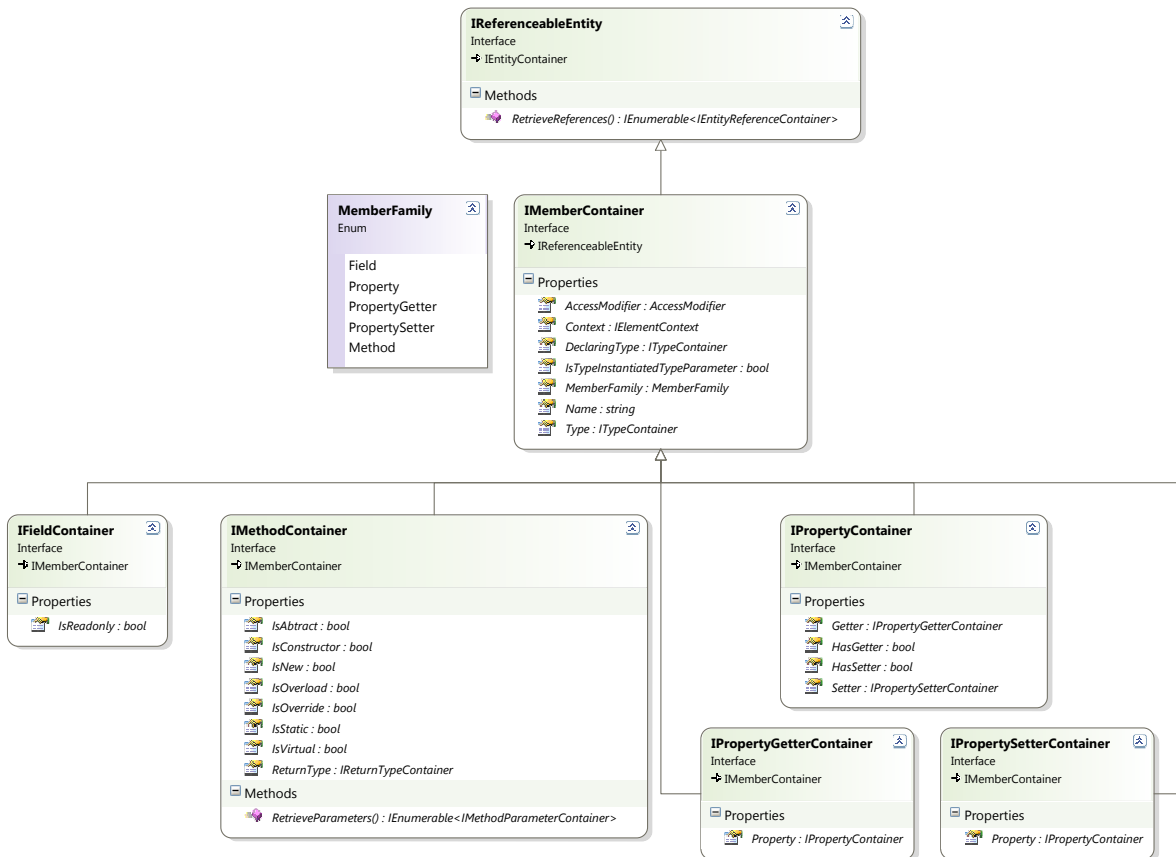 IReferenceableEntity
Interface
IEntityContainer
Methods
RetrieveReferences() : IEnumerable<IEntityReferenceContainer>
MemberFamily
Enum
Field
Property
PropertyGetter
PropertySetter
Method
IMemberContainer
Interface
IReferenceableEntity
Properties
AccessModifier : AccessModifier
Context : IElementContext
DeclaringType : ITypeContainer
IsTypeInstantiatedTypeParameter : bool
MemberFamily : MemberFamily
Name : string
Type : ITypeContainer
IFieldContainer
Interface
IMemberContainer
Properties
IsReadonly : bool
IMethodContainer
Interface
IMemberContainer
Properties
IsAbtract : bool
IsConstructor : bool
IsNew : bool
IsOverload : bool
IsOverride : bool
IsStatic : bool
IsVirtual : bool
ReturnType : IReturnTypeContainer
Methods
RetrieveParameters() : IEnumerable<IMethodParameterContainer>
IPropertyContainer
Interface
IMemberContainer
Properties
Getter : IPropertyGetterContainer
HasGetter : bool
HasSetter : bool
Setter : IPropertySetterContainer
IPropertyGetterContainer
Interface
IMemberContainer
Properties
Property : IPropertyContainer
IPropertySetterContainer
Interface
IMemberContainer
Properties
Property : IPropertyContainer